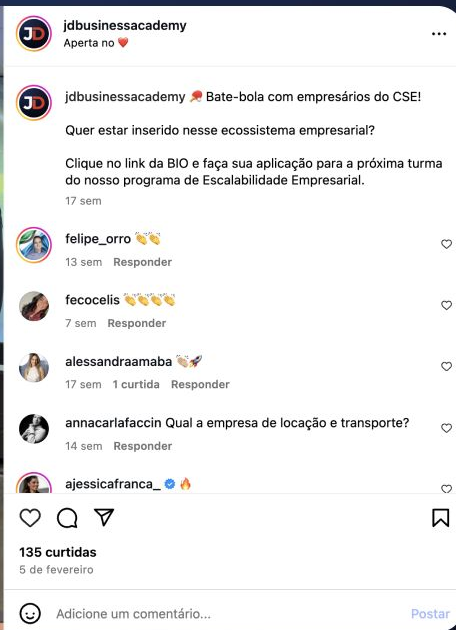 JD
jdbusinessacademy
Aperta no ❤️
JD
jdbusinessacademy 🏓 Bate-bola com empresários do CSE!
Quer estar inserido nesse ecossistema empresarial?
Clique no link da BIO e faça sua aplicação para a próxima turma
do nosso programa de Escalabilidade Empresarial.
17 sem
felipe_orro 👏👏
13 sem Responder
fecocelis 👏👏👏👏
7 sem Responder
alessandraamaba 👏🏼🚀
17 sem 1 curtida Responder
annacarlafaccin Qual a empresa de locação e transporte?
14 sem Responder
ajessicafranca_ 🔥
135 curtidas
5 de fevereiro
Adicione um comentário... Postar